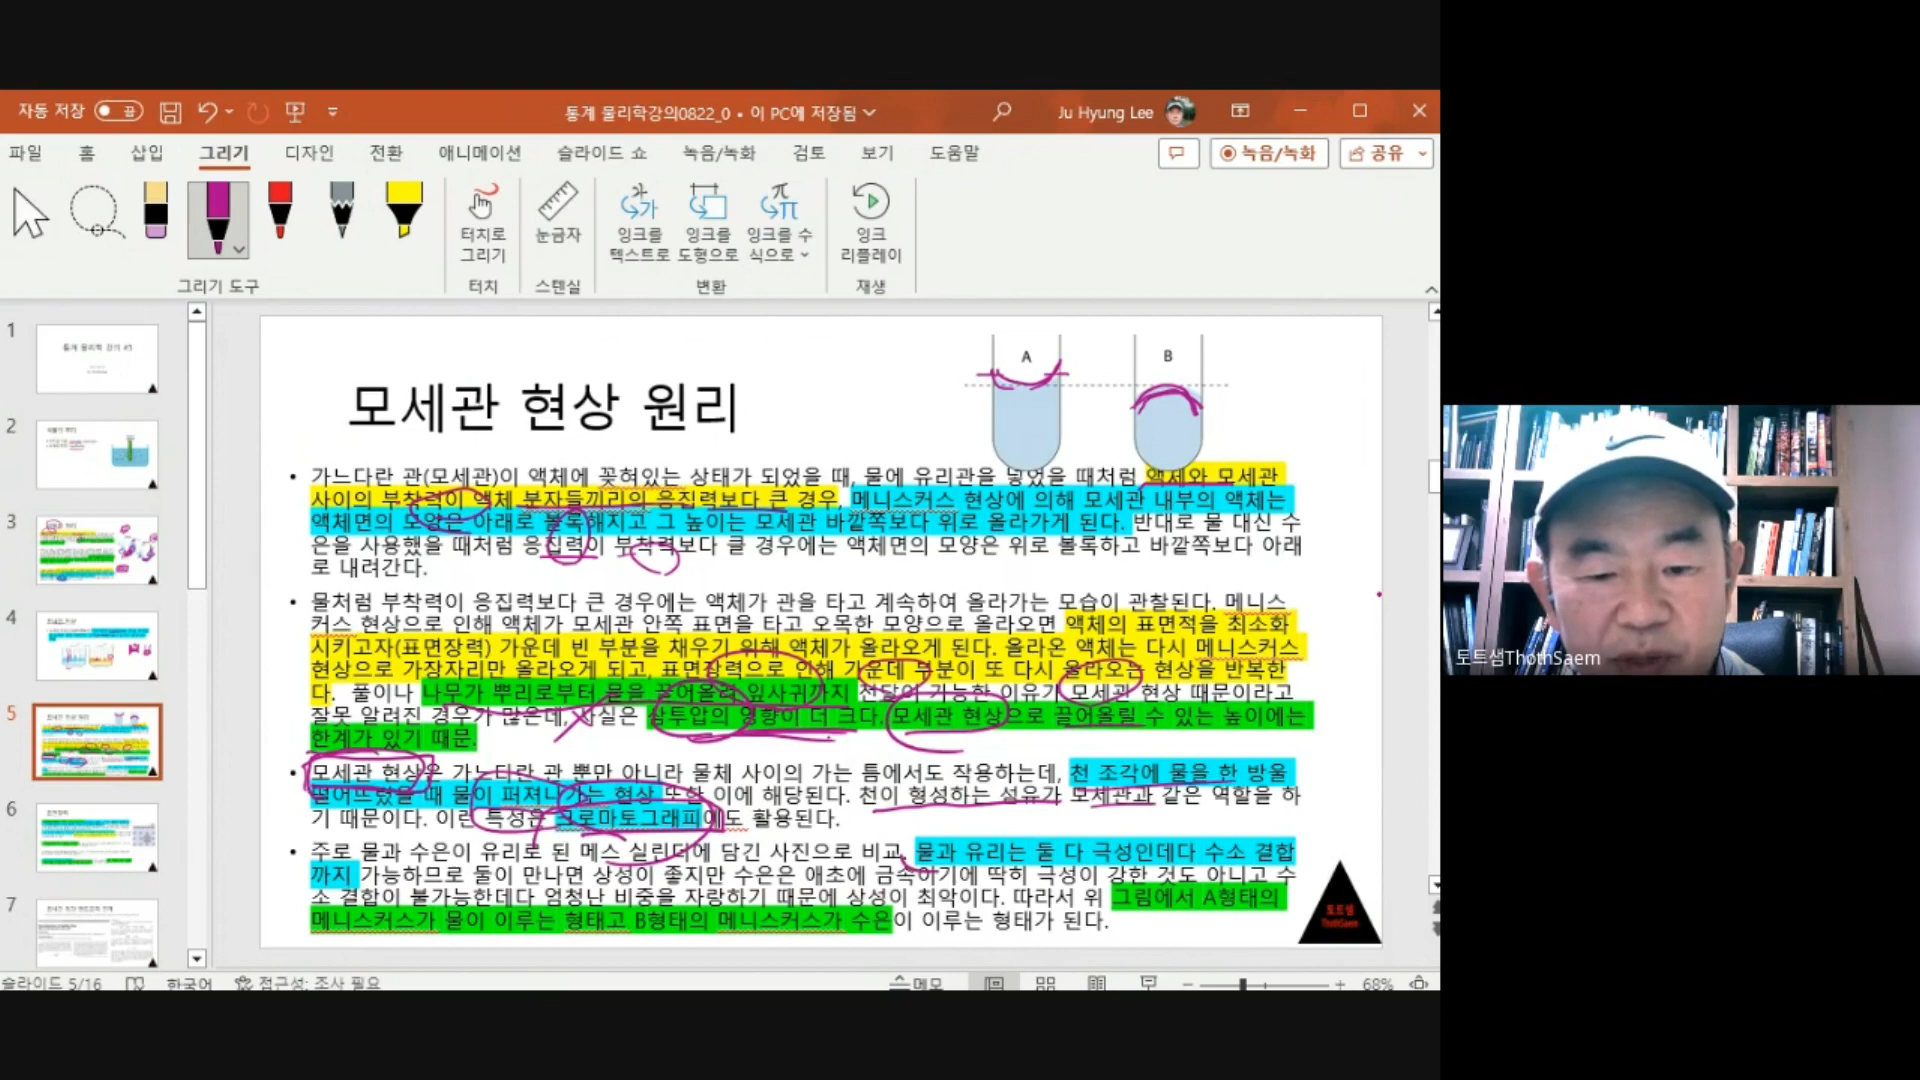 자동 저장 끔 통계 물리학강의0822_0 • 이 PC에 저장됨 Ju Hyung Lee
파일 홈 삽입 그리기 디자인 전환 애니메이션 슬라이드 쇼 녹음/녹화 검토 보기 도움말 녹음/녹화 공유
터치로 그리기
눈금자
잉크를 텍스트로
잉크를 도형으로
잉크를 수식으로
잉크 리플레이
그리기 도구 터치 스텐실 변환 재생
1
통계 물리학 강의 #3
2
3
4
5
6
7
A B
모세관 현상 원리
• 가느다란 관(모세관)이 액체에 꽂혀있는 상태가 되었을 때, 물에 유리관을 넣었을 때처럼 액체와 모세관
사이의 부착력이 액체 분자들끼리의 응집력보다 큰 경우, 메니스커스 현상에 의해 모세관 내부의 액체는
액체면의 모양은 아래로 볼록해지고 그 높이는 모세관 바깥쪽보다 위로 올라가게 된다. 반대로 물 대신 수
은을 사용했을 때처럼 응집력이 부착력보다 클 경우에는 액체면의 모양은 위로 볼록하고 바깥쪽보다 아래
로 내려간다.
• 물처럼 부착력이 응집력보다 큰 경우에는 액체가 관을 타고 계속하여 올라가는 모습이 관찰된다. 메니스
커스 현상으로 인해 액체가 모세관 안쪽 표면을 타고 오목한 모양으로 올라오면 액체의 표면적을 최소화
시키고자(표면장력) 가운데 빈 부분을 채우기 위해 액체가 올라오게 된다. 올라온 액체는 다시 메니스커스
현상으로 가장자리만 올라오게 되고, 표면장력으로 인해 가운데 부분이 또 다시 올라오는 현상을 반복한
다. 풀이나 나무가 뿌리로부터 물을 끌어올려 잎사귀까지 전달이 가능한 이유가 모세관 현상 때문이라고
잘못 알려진 경우가 많은데, 사실은 삼투압의 영향이 더 크다. 모세관 현상으로 끌어올릴 수 있는 높이에는
한계가 있기 때문.
• 모세관 현상은 가느다란 관 뿐만 아니라 물체 사이의 가는 틈에서도 작용하는데, 천 조각에 물을 한 방울
떨어뜨렸을 때 물이 퍼져나가는 현상 또한 이에 해당된다. 천이 형성하는 섬유가 모세관과 같은 역할을 하
기 때문이다. 이런 특성은 크로마토그래피에도 활용된다.
• 주로 물과 수은이 유리로 된 메스 실린더에 담긴 사진으로 비교. 물과 유리는 둘 다 극성인데다 수소 결합
까지 가능하므로 둘이 만나면 상성이 좋지만 수은은 애초에 금속이기에 딱히 극성이 강한 것도 아니고 수
소 결합이 불가능한데다 엄청난 비중을 자랑하기 때문에 상성이 최악이다. 따라서 위 그림에서 A형태의
메니스커스가 물이 이루는 형태고 B형태의 메니스커스가 수은이 이루는 형태가 된다.
토트샘
ThothSaem
토트샘ThothSaem
슬라이드 5/16 한국어 접근성: 조사 필요 메모 68%